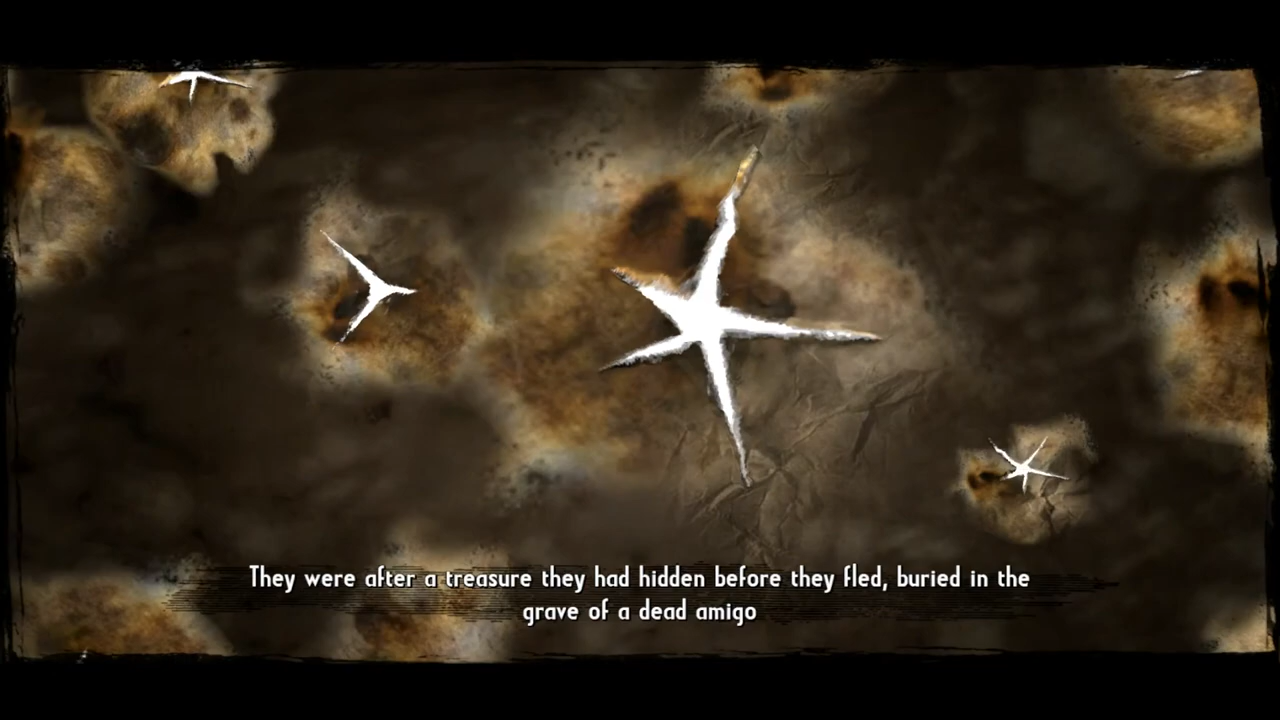 They were after a treasure they had hidden before they fled, buried in the
grave of a dead amigo